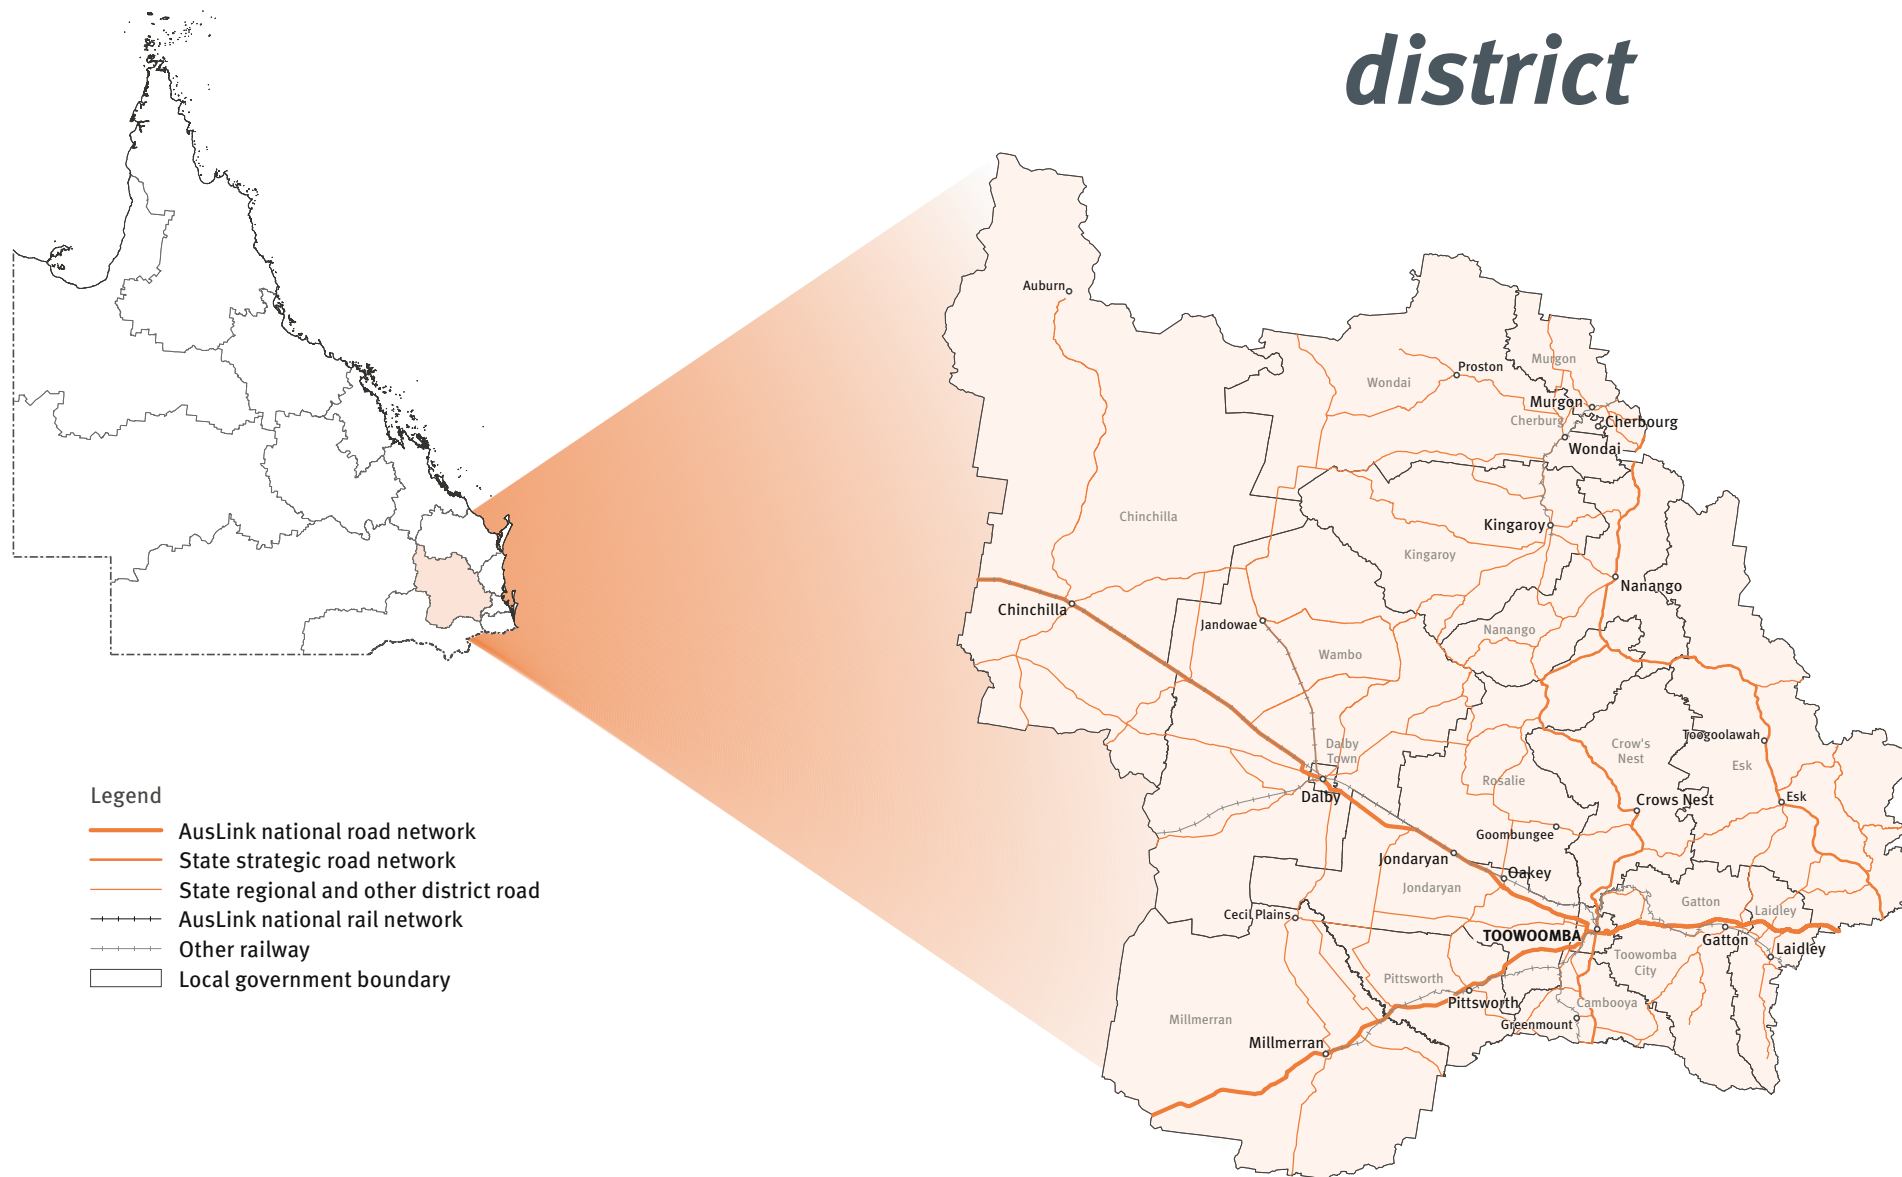 district
Auburn
Proston
Murgon
Wondai
Murgon
Cherburg
Cherbourg
Wondai
Chinchilla
Kingaroy
Kingaroy
Chinchilla
Nanango
Jandowae
Nanango
Wambo
Toogoolawah
Crow's
Nest
Esk
Dalby
Town
Rosalie
Dalby
Crows Nest
Esk
Goombungee
Jondaryan
Oakey
Jondaryan
Gatton
Laidley
Cecil Plains
TOOWOOMBA
Gatton
Laidley
Toowomba
City
Pittsworth
Pittsworth
Cambooya
Millmerran
Greenmount
Millmerran
Legend
AusLink national road network
State strategic road network
State regional and other district road
AusLink national rail network
Other railway
Local government boundary